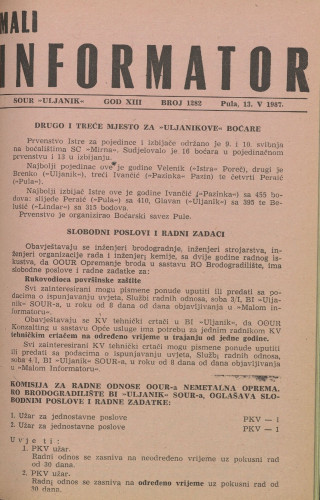 MALI
INFORMATOR
SOUR »ULJANIK« GOD XIII BROJ 1282 Pula, 13. V 1987.
DRUGO I TREĆE MJESTO ZA »ULJANIKOVE« BOĆARE
Prvenstvo Istre za pojedince i izbijače održano je 9. i 10. svibnja
na boćalištima SC »Mirna«. Sudjelovalo je 16 boćara u pojedinačnom
prvenstvu i 13 u izbijanju.
Najbolji pojedinac ove godine je Velenik (»Istra« Poreč), drugi je
Brenko (»Uljanik«), treći Ivančić (»Pazinka« Pazin) te četvrti Peraić
(»Pula«).
Najbolji izbijač Istre ove je godine Ivančić (»Pazinka«) sa 455 bo-
dova: slijede Peraić (»Pula«) sa 410, Giavan (»Uljanik«) sa 395 te Be-
lušić (»Lindar«) sa 315 bodova.
Prvenstvo je organizirao Boćarski savez Pule.
SLOBODNI POSLOVI I RADNI ZADACI
Obavještavaju se inženjeri brodogradnje, inženjeri strojarstva, in-
ženjeri organizacije rada i inženjerj kemije, sa dvije godine radnog is-
kustva, da OOUR Opremanje broda u sastavu RO Brodogradilište, ima
slobodne poslove i radne zadatke za:
Rukovodioca površinske zaštite
Svi zainteresirani mogu pismene ponude uputiti ili predati sa po-
dacima o ispunjavanju uvjeta, Službi radnih odnosa, soba 3/I, BI »Ulja-
nik« SOUR-a, u roku od 8 dana od dana objavljivanja u »Malom in-
formatoru«.
Obavještavaju se KV tehnički crtači u BI »Uljanik«, da OOUR
Konzalting u sastavu Opće usluge ima potrebu za jednim radnikom KV
tehničkim crtačem na određeno vrijeme u trajanju od jedne godine.
Svi zainteresirani crtači mogu pismene ponude uputiti
ili predati sa podacima o ispunjavanju uvjeta, Službi radnih odnosa,
soba 4/I, BI »Uljanik« SOUR-a, u roku od 8 dana od dana objavljivanja
u »Malom Informatoru«.
KOMISIJA ZA RADNE ODNOSE OOUR-a NEMETALNA OPREMA,
RO BRODOGRADILIŠTE BI »ULJANIK« SOUR-a, OGLAŠAVA SLO-
BODNIM POSLOVE I RADNE ZADATKE:
1. Užar za jednostavne poslove PKV — 1
2. Užar za jednostavne poslove PKV — 1
Uvjeti:
1. PKV užar.
Radni odnos se zasniva na neodređeno vrijeme uz pokusni rad
od 30 dana.
2. PKV užar.
Radni odnos se zasniva na određeno vrijeme uz pokusni rad od
30 dana.